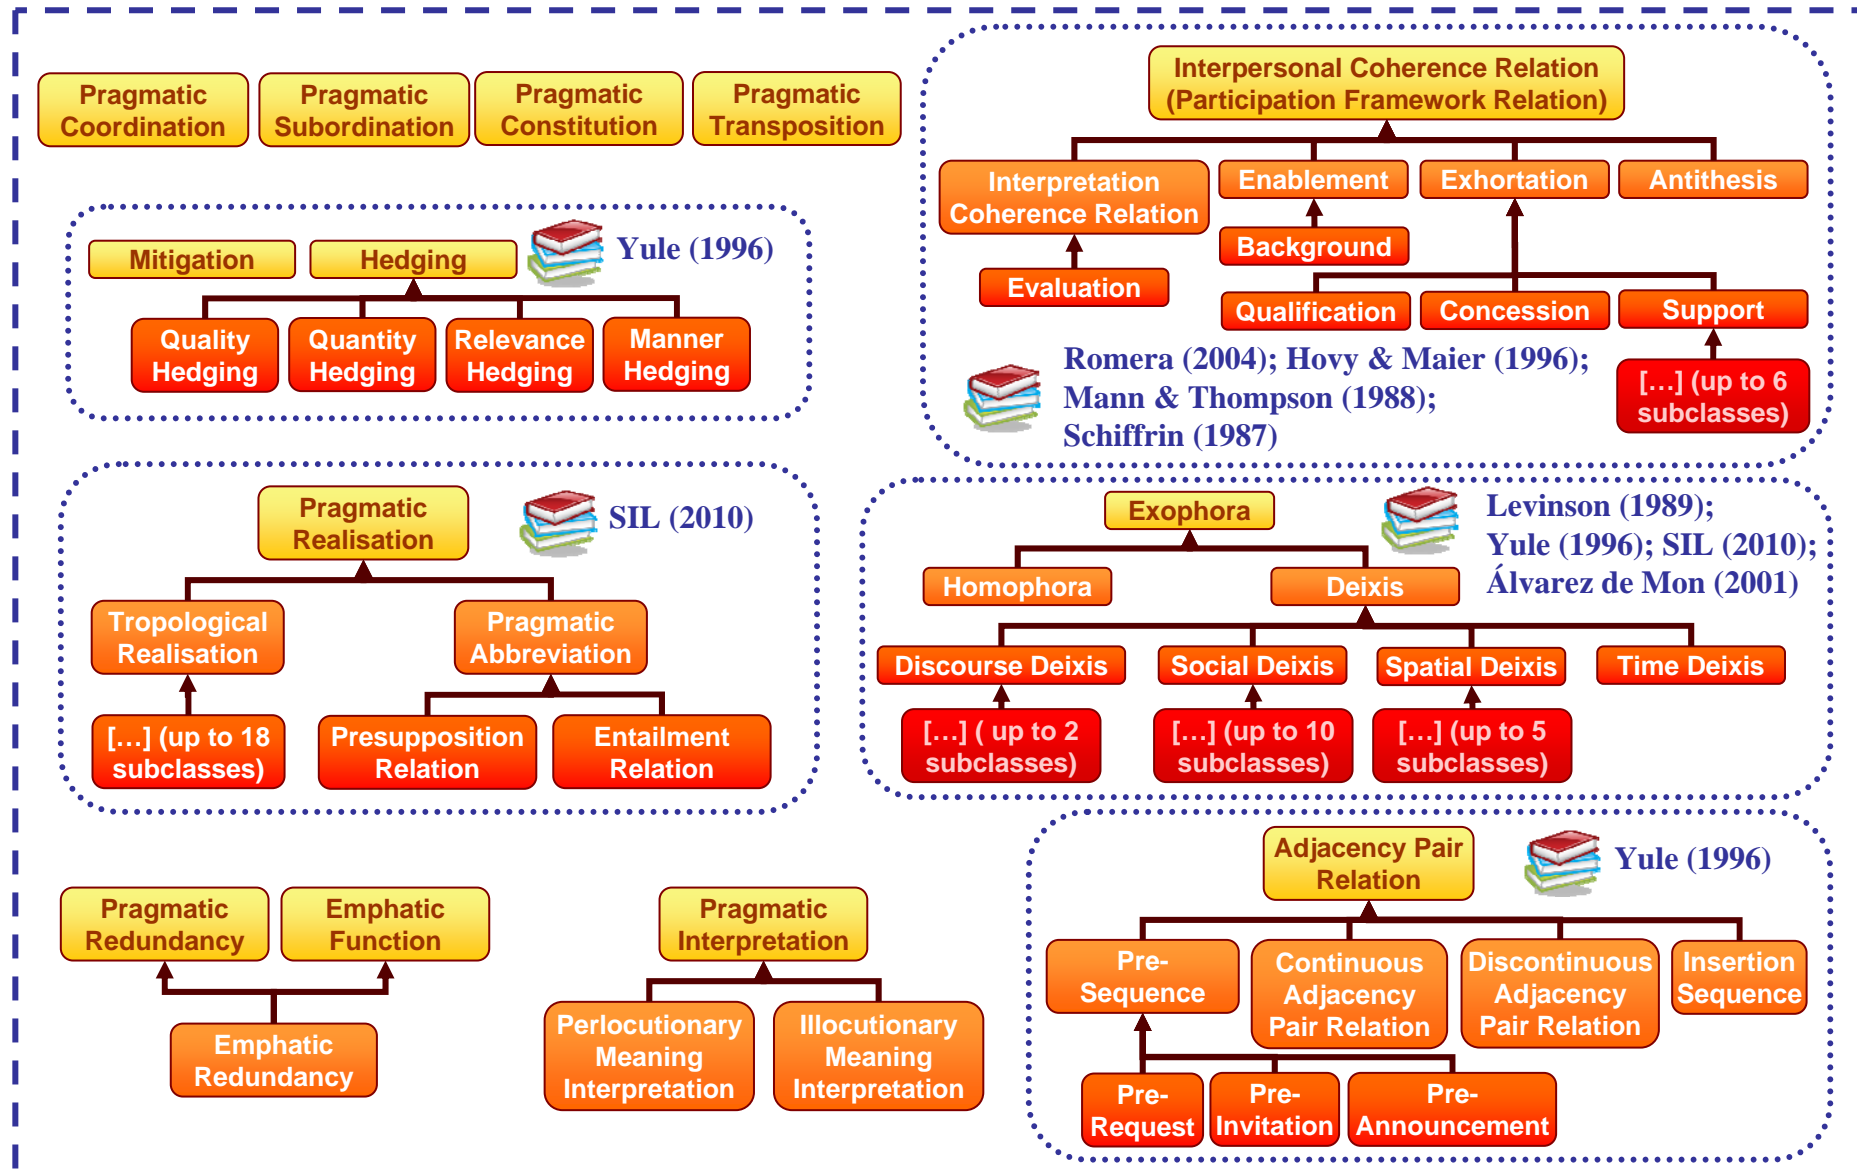 Pragmatic
Coordination
Pragmatic
Subordination
Pragmatic
Constitution
Pragmatic
Transposition
Interpersonal Coherence Relation
(Participation Framework Relation)
Interpretation
Coherence Relation
Enablement
Exhortation
Antithesis
Background
Evaluation
Qualification
Concession
Support
[…] (up to 6
subclasses)
Romera (2004); Hovy & Maier (1996);
Mann & Thompson (1988);
Schiffrin (1987)
Mitigation
Hedging
Yule (1996)
Quality
Hedging
Quantity
Hedging
Relevance
Hedging
Manner
Hedging
Pragmatic
Realisation
SIL (2010)
Tropological
Realisation
Pragmatic
Abbreviation
[…] (up to 18
subclasses)
Presupposition
Relation
Entailment
Relation
Exophora
Levinson (1989);
Yule (1996); SIL (2010);
Álvarez de Mon (2001)
Homophora
Deixis
Discourse Deixis
Social Deixis
Spatial Deixis
Time Deixis
[…] ( up to 2
subclasses)
[…] (up to 10
subclasses)
[…] (up to 5
subclasses)
Pragmatic
Redundancy
Emphatic
Function
Emphatic
Redundancy
Pragmatic
Interpretation
Perlocutionary
Meaning
Interpretation
Illocutionary
Meaning
Interpretation
Adjacency Pair
Relation
Yule (1996)
Pre-
Sequence
Continuous
Adjacency
Pair Relation
Discontinuous
Adjacency
Pair Relation
Insertion
Sequence
Pre-
Request
Pre-
Invitation
Pre-
Announcement